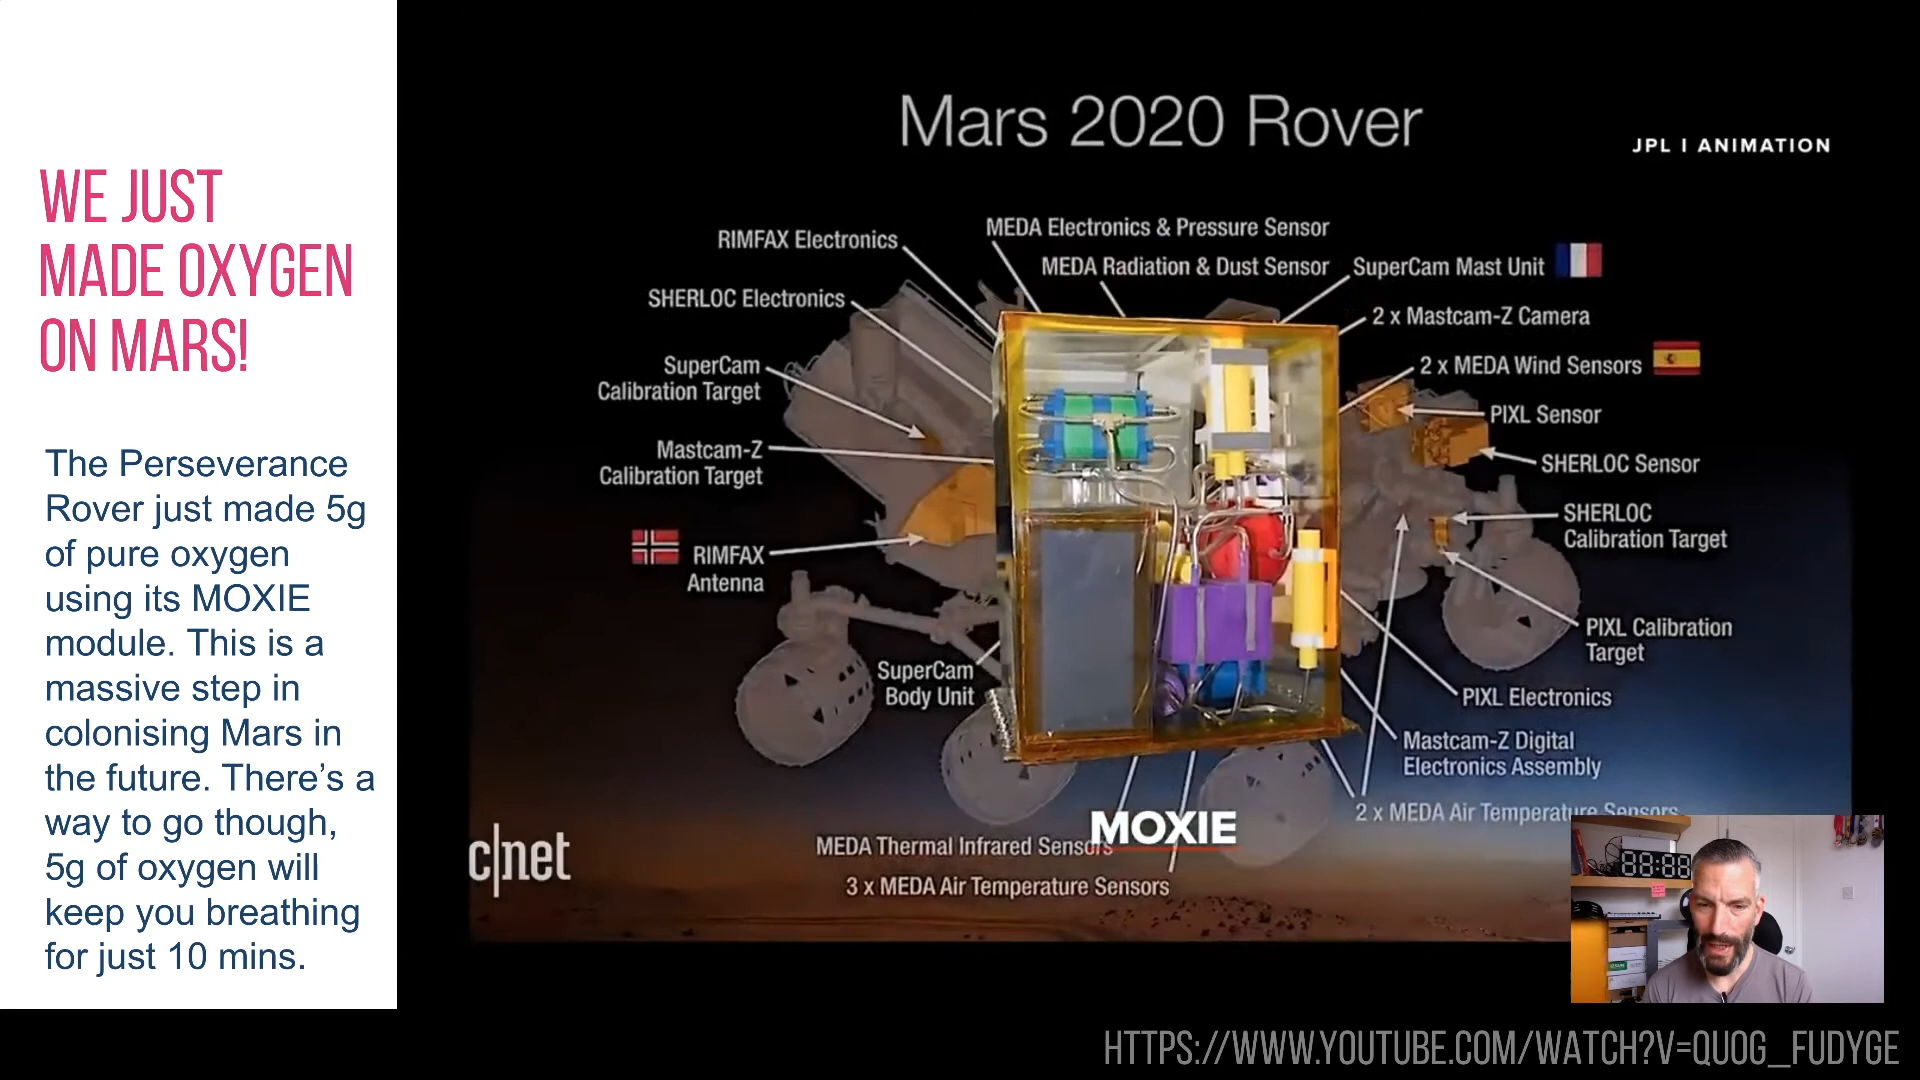 WE JUST
MADE OXYGEN
ON MARS!
The Perseverance
Rover just made 5g
of pure oxygen
using its MOXIE
module. This is a
massive step in
colonising Mars in
the future. There’s a
way to go though,
5g of oxygen will
keep you breathing
for just 10 mins.
Mars 2020 Rover
JPL | ANIMATION
RIMFAX Electronics
MEDA Electronics & Pressure Sensor
MEDA Radiation & Dust Sensor
SuperCam Mast Unit
SHERLOC Electronics
2 x Mastcam-Z Camera
SuperCam
Calibration Target
2 x MEDA Wind Sensors
PIXL Sensor
Mastcam-Z
Calibration Target
SHERLOC Sensor
SHERLOC
Calibration Target
RIMFAX
Antenna
PIXL Calibration
Target
SuperCam
Body Unit
PIXL Electronics
Mastcam-Z Digital
Electronics Assembly
2 x MEDA Air Temperature Sensors
MOXIE
MEDA Thermal Infrared Sensors
3 x MEDA Air Temperature Sensors
c|net
88:88
HTTPS://WWW.YOUTUBE.COM/WATCH?V=QUOG_FUDYGE